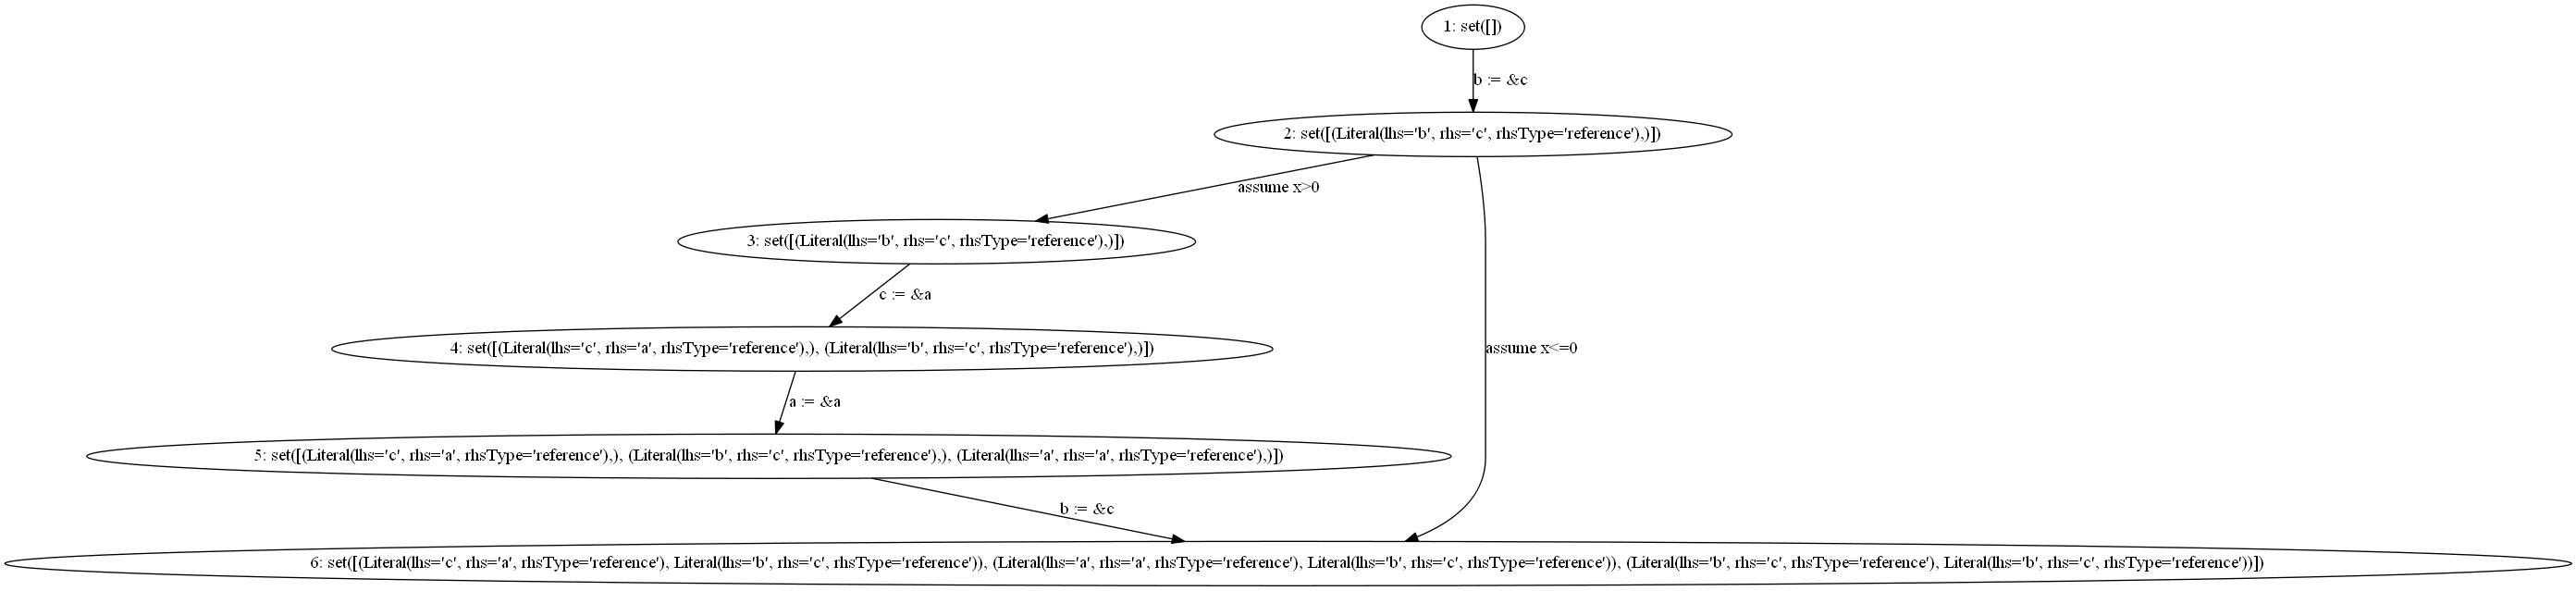 1: set([])
b := &c
2: set([(Literal(lhs='b', rhs='c', rhsType='reference'),)])
assume x>0
3: set([(Literal(lhs='b', rhs='c', rhsType='reference'),)])
c := &a
4: set([(Literal(lhs='c', rhs='a', rhsType='reference'),), (Literal(lhs='b', rhs='c', rhsType='reference'),)])
assume x<=0
a := &a
5: set([(Literal(lhs='c', rhs='a', rhsType='reference'),), (Literal(lhs='b', rhs='c', rhsType='reference'),), (Literal(lhs='a', rhs='a', rhsType='reference'),)])
b := &c
6: set([(Literal(lhs='c', rhs='a', rhsType='reference'), Literal(lhs='b', rhs='c', rhsType='reference')), (Literal(lhs='a', rhs='a', rhsType='reference'), Literal(lhs='b', rhs='c', rhsType='reference')), (Literal(lhs='b', rhs='c', rhsType='reference'), Literal(lhs='b', rhs='c', rhsType='reference'))])